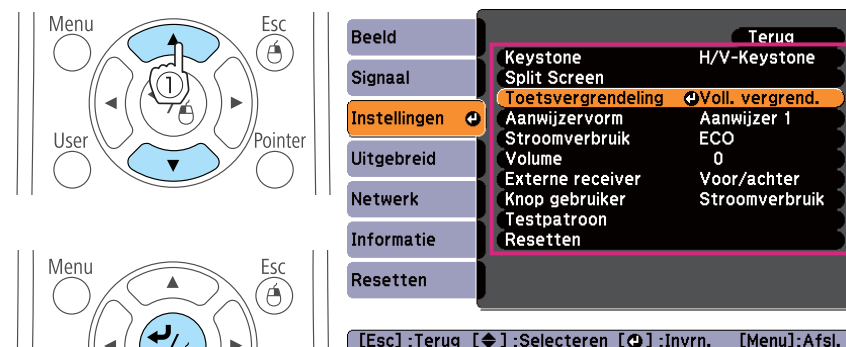 Menu
Esc
①
User
Pointer
Menu
Esc
Beeld
Signaal
Instellingen
Uitgebreid
Netwerk
Informatie
Resetten
Terug
Keystone H/V-Keystone
Split Screen
Toetsvergrendeling Voll. vergrend.
Aanwijzervorm Aanwijzer 1
Stroomverbruik ECO
Volume 0
Externe receiver Voor/achter
Knop gebruiker Stroomverbruik
Testpatroon
Resetten
[Esc] :Terug [◆] :Selecteren [⏎] :Invrn. [Menu]:Afsl.